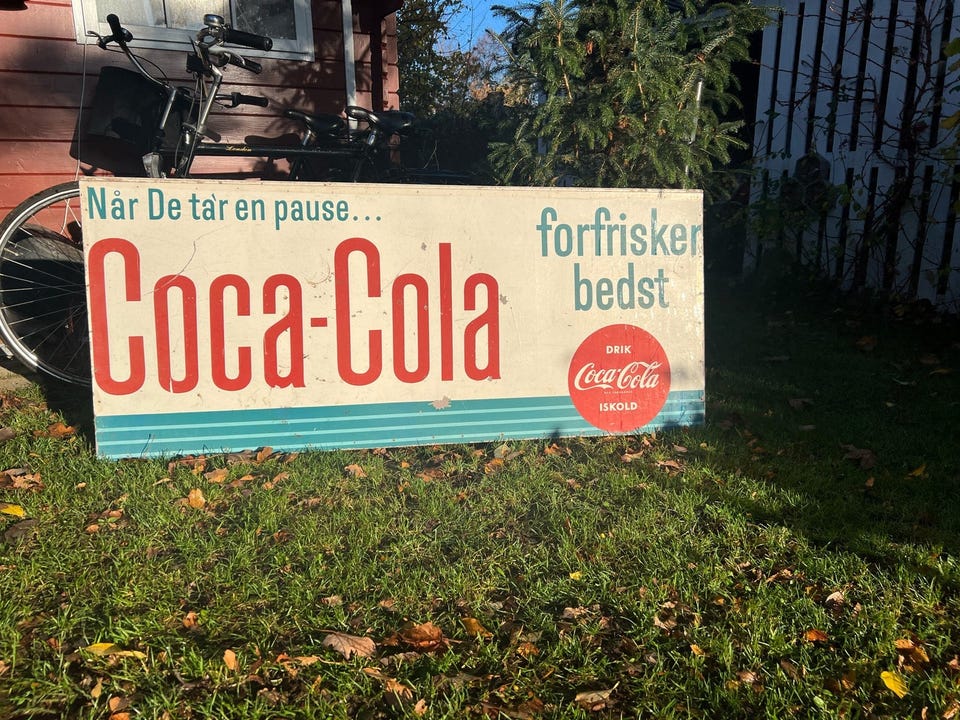 Når De tar en pause...
Coca-Cola
forfrisker
bedst
DRIK
Coca-Cola
ISKOLD